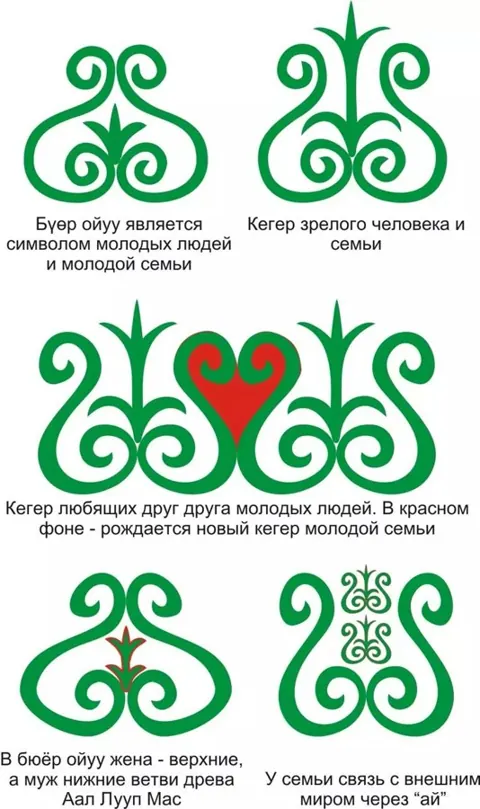 Бүөр ойуу является
символом молодых людей
и молодой семьи
Кегер зрелого человека и
семьи
Кегер любящих друг друга молодых людей. В красном
фоне - рождается новый кегер молодой семьи
В бюёр ойуу жена - верхние,
а муж нижние ветви древа
Аал Лууп Мас
У семьи связь с внешним
миром через “ай”